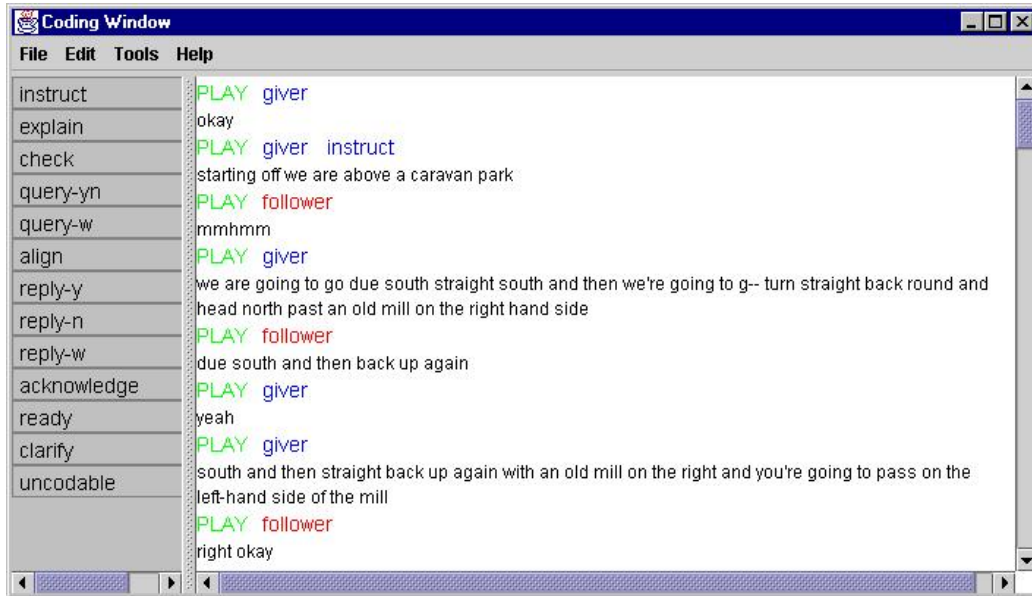 Coding Window
File Edit Tools Help
instruct
explain
check
query-yn
query-w
align
reply-y
reply-n
reply-w
acknowledge
ready
clarify
uncodable
PLAY giver
okay
PLAY giver instruct
starting off we are above a caravan park
PLAY follower
mmhmm
PLAY giver
we are going to go due south straight south and then we're going to g-- turn straight back round and
head north past an old mill on the right hand side
PLAY follower
due south and then back up again
PLAY giver
yeah
PLAY giver
south and then straight back up again with an old mill on the right and you're going to pass on the
left-hand side of the mill
PLAY follower
right okay